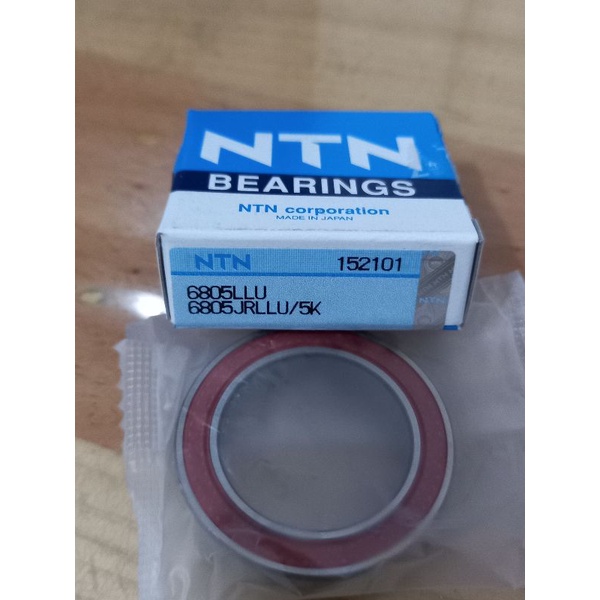 NTN
BEARINGS
NTN corporation
MADE IN JAPAN
NTN 152101
NTN
6805LLU
6805JRLLU/5K